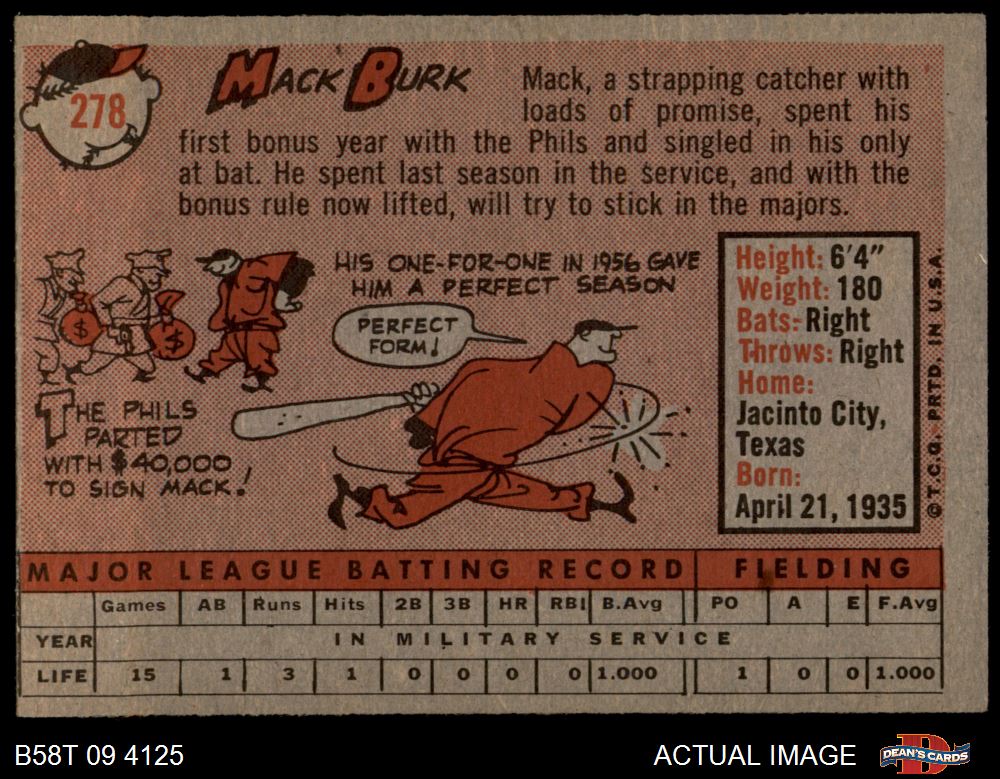 278
MACK BURK
Mack, a strapping catcher with
loads of promise, spent his
first bonus year with the Phils and singled in his only
at bat. He spent last season in the service, and with the
bonus rule now lifted, will try to stick in the majors.
HIS ONE-FOR-ONE IN 1956 GAVE
HIM A PERFECT SEASON
PERFECT
FORM!
$ $
THE PHILS
PARTED
WITH $40,000
TO SIGN MACK!
Height: 6'4"
Weight: 180
Bats: Right
Throws: Right
Home:
Jacinto City,
Texas
Born:
April 21, 1935
© T.C.G. PRTD. IN U.S.A.
MAJOR LEAGUE BATTING RECORD FIELDING
Games AB Runs Hits 2B 3B HR RBI B.Avg PO A E F.Avg
YEAR IN MILITARY SERVICE
LIFE 15 1 3 1 0 0 0 0 1.000 1 0 0 1.000
B58T 09 4125 ACTUAL IMAGE DEAN'S CARDS